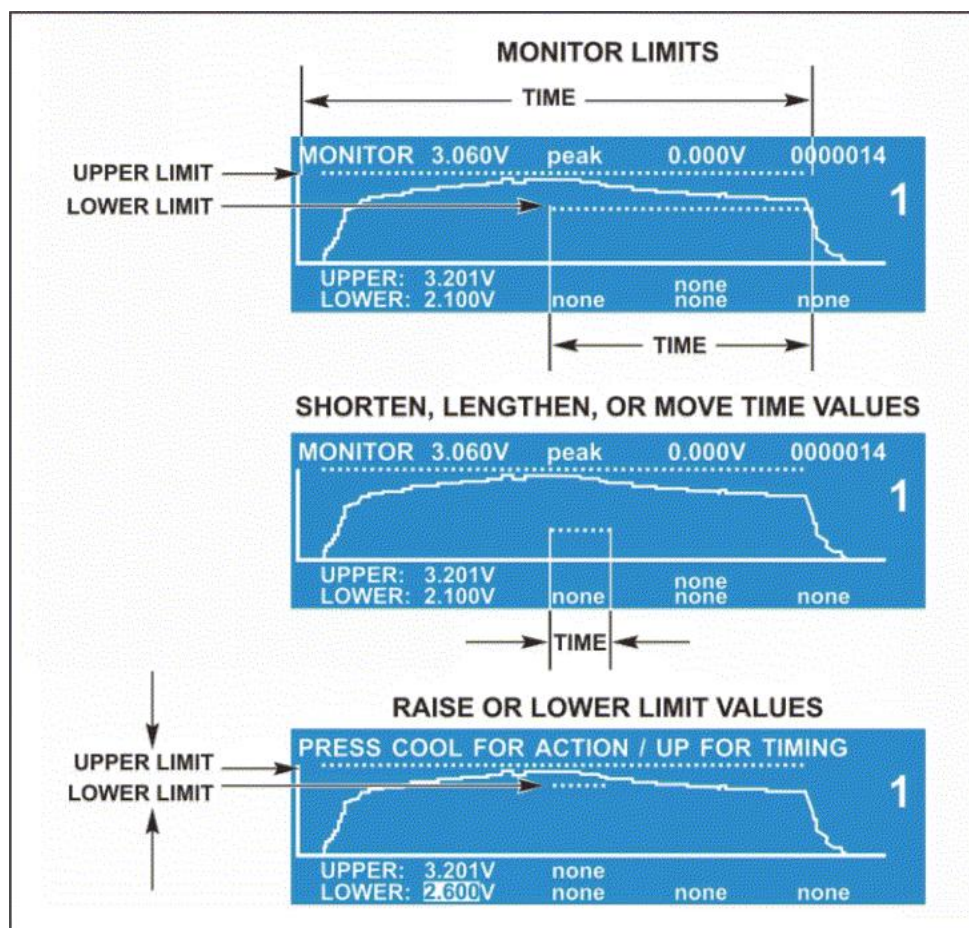 MONITOR LIMITS
TIME
MONITOR 3.060V peak 0.000V 0000014
UPPER LIMIT
LOWER LIMIT
1
UPPER: 3.201V none
LOWER: 2.100V none none none
TIME
SHORTEN, LENGTHEN, OR MOVE TIME VALUES
MONITOR 3.060V peak 0.000V 0000014
1
UPPER: 3.201V none
LOWER: 2.100V none none none
TIME
RAISE OR LOWER LIMIT VALUES
PRESS COOL FOR ACTION / UP FOR TIMING
UPPER LIMIT
LOWER LIMIT
1
UPPER: 3.201V none
LOWER: 2.600V none none none